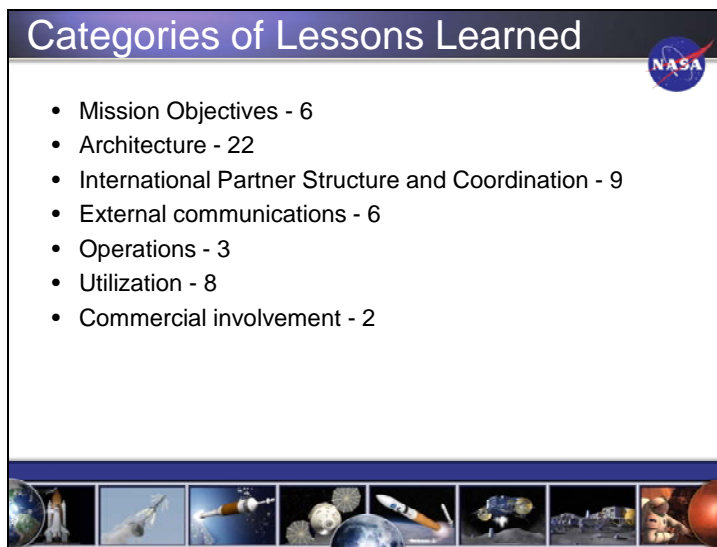 Categories of Lessons Learned
NASA
• Mission Objectives - 6
• Architecture - 22
• International Partner Structure and Coordination - 9
• External communications - 6
• Operations - 3
• Utilization - 8
• Commercial involvement - 2